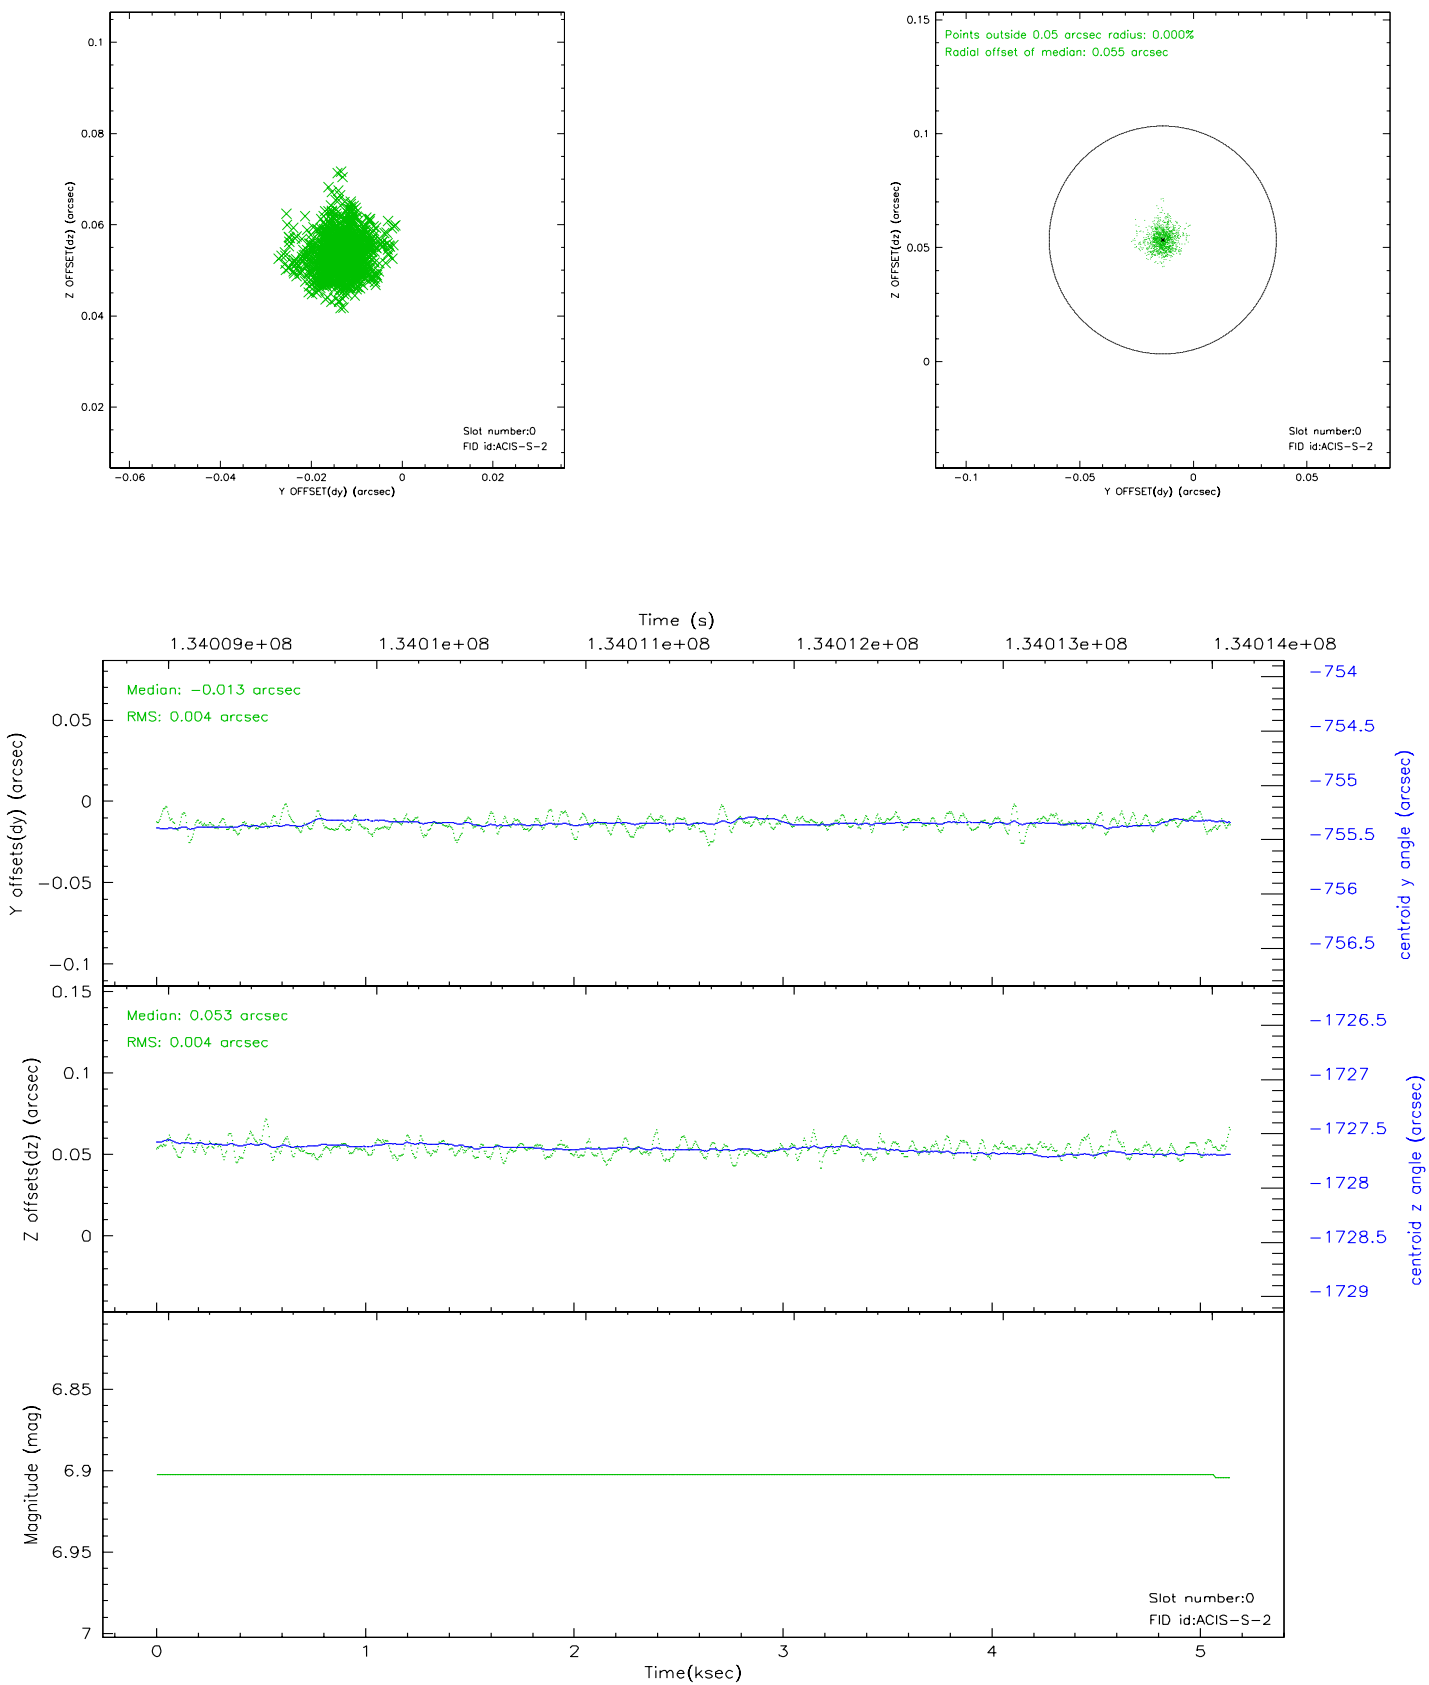 0.1
0.08
0.06
0.04
0.02
Z OFFSET(dz) (arcsec)
Slot number:0
FID id:ACIS-S-2
-0.06 -0.04 -0.02 0 0.02
Y OFFSET(dy) (arcsec)
0.15
Points outside 0.05 arcsec radius: 0.000%
Radial offset of median: 0.055 arcsec
0.1
0.05
0
Z OFFSET(dz) (arcsec)
Slot number:0
FID id:ACIS-S-2
-0.1 -0.05 0 0.05
Y OFFSET(dy) (arcsec)
Time (s)
1.34009e+08 1.3401e+08 1.34011e+08 1.34012e+08 1.34013e+08 1.34014e+08
Median: -0.013 arcsec
RMS: 0.004 arcsec
0.05
0
-0.05
-0.1
Y offsets(dy) (arcsec)
-754
-754.5
-755
-755.5
-756
-756.5
centroid y angle (arcsec)
Median: 0.053 arcsec
RMS: 0.004 arcsec
0.15
0.1
0.05
0
Z offsets(dz) (arcsec)
-1726.5
-1727
-1727.5
-1728
-1728.5
-1729
centroid z angle (arcsec)
6.85
6.9
6.95
7
Magnitude (mag)
Slot number:0
FID id:ACIS-S-2
0 1 2 3 4 5
Time(ksec)